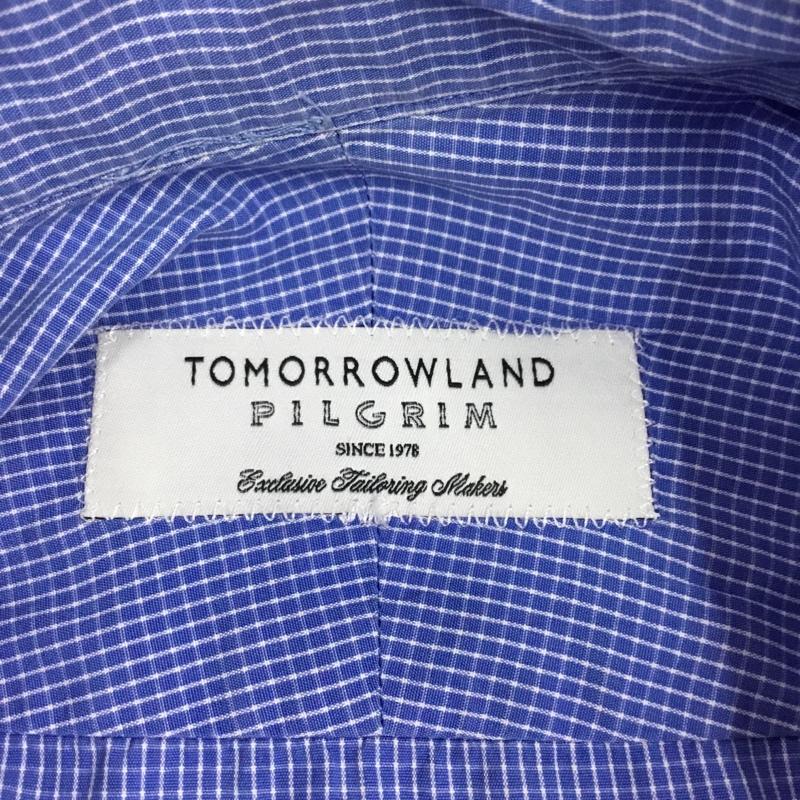 TOMORROWLAND
PILGRIM
SINCE 1978
Exclusive Tailoring Makers